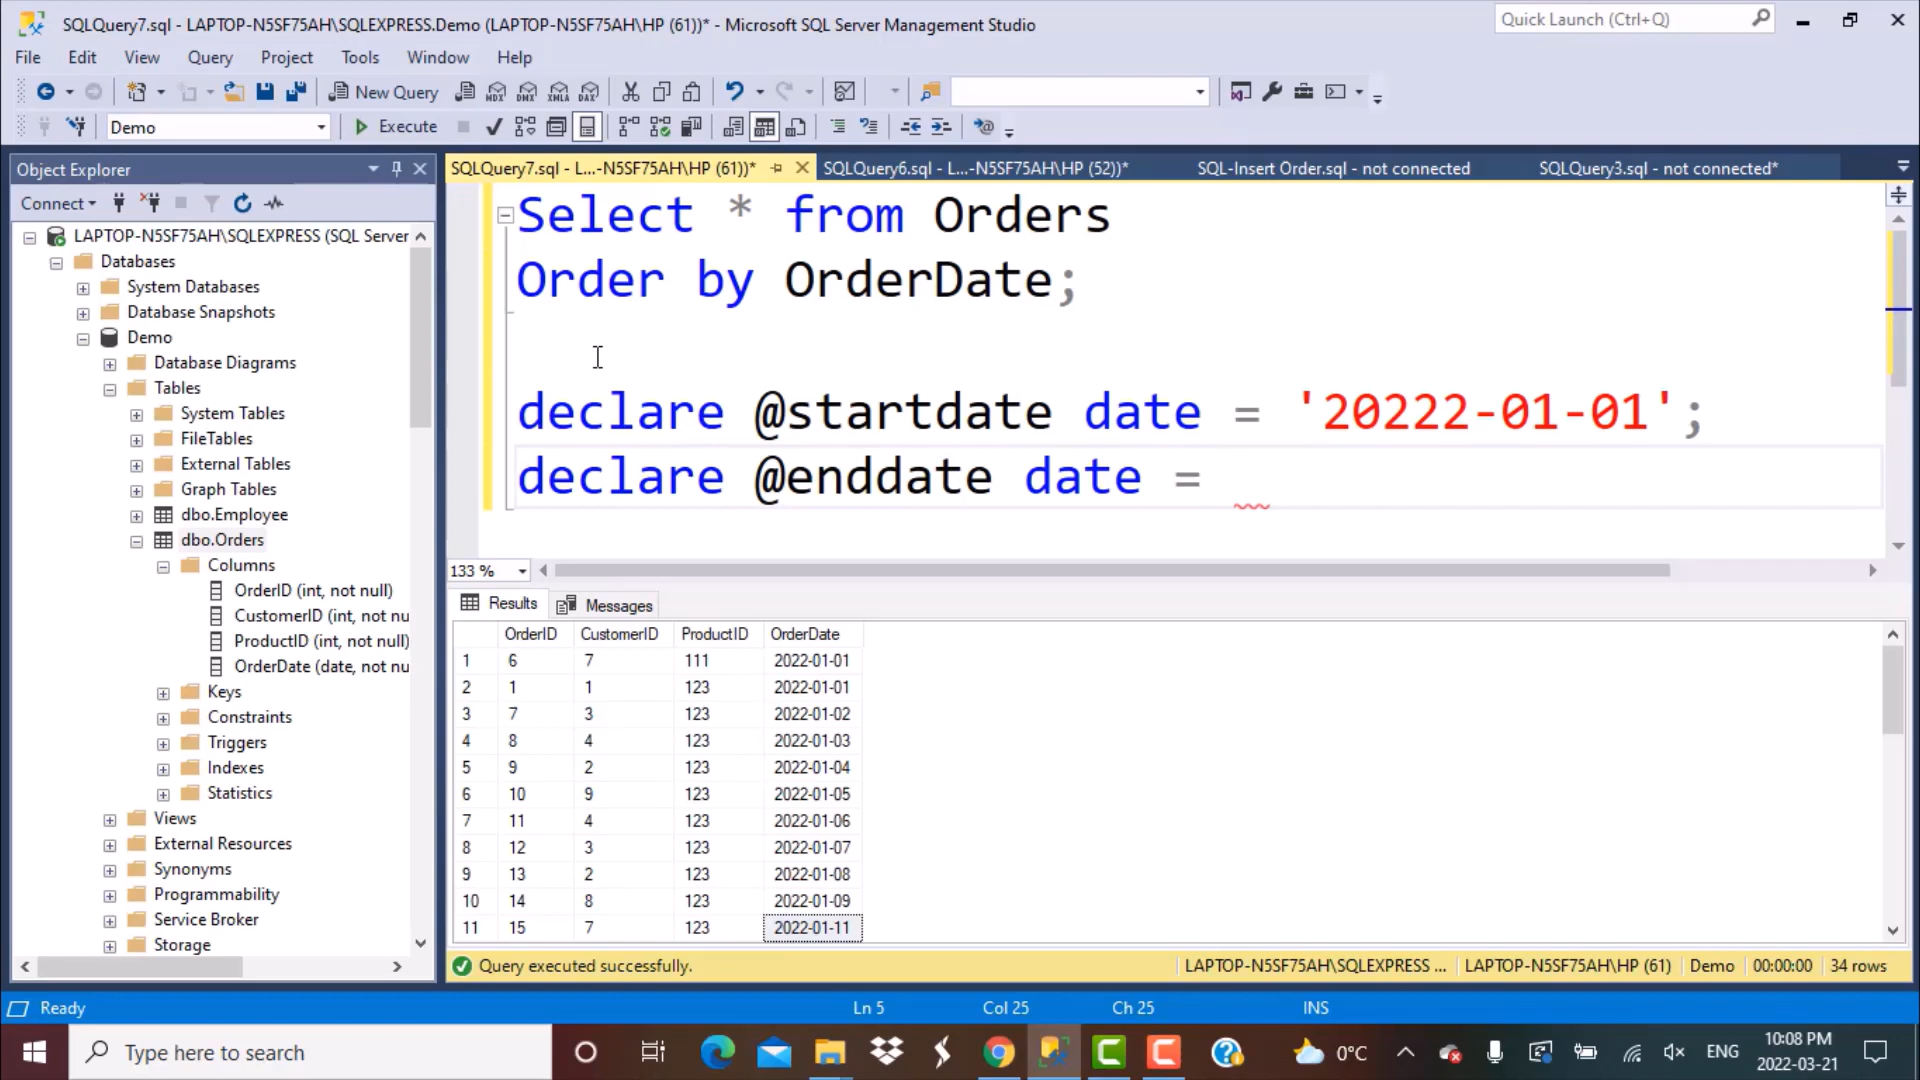 SQLQuery7.sql - LAPTOP-N5SF75AH\SQLEXPRESS.Demo (LAPTOP-N5SF75AH\HP (61))* - Microsoft SQL Server Management Studio
Quick Launch (Ctrl+Q)
File Edit View Query Project Tools Window Help
New Query
MDX DMX XMLA DAX
Demo
Execute
Object Explorer
SQLQuery7.sql - L...-N5SF75AH\HP (61))*
SQLQuery6.sql - L...-N5SF75AH\HP (52))*
SQL-Insert Order.sql - not connected
SQLQuery3.sql - not connected*
Connect
LAPTOP-N5SF75AH\SQLEXPRESS (SQL Server
Databases
System Databases
Database Snapshots
Demo
Database Diagrams
Tables
System Tables
FileTables
External Tables
Graph Tables
dbo.Employee
dbo.Orders
Columns
OrderID (int, not null)
CustomerID (int, not nu
ProductID (int, not null)
OrderDate (date, not nu
Keys
Constraints
Triggers
Indexes
Statistics
Views
External Resources
Synonyms
Programmability
Service Broker
Storage
Select * from Orders
Order by OrderDate;
declare @startdate date = '20222-01-01';
declare @enddate date =
133 %
Results Messages
OrderID CustomerID ProductID OrderDate
1 6 7 111 2022-01-01
2 1 1 123 2022-01-01
3 7 3 123 2022-01-02
4 8 4 123 2022-01-03
5 9 2 123 2022-01-04
6 10 9 123 2022-01-05
7 11 4 123 2022-01-06
8 12 3 123 2022-01-07
9 13 2 123 2022-01-08
10 14 8 123 2022-01-09
11 15 7 123 2022-01-11
Query executed successfully.
LAPTOP-N5SF75AH\SQLEXPRESS ... LAPTOP-N5SF75AH\HP (61) Demo 00:00:00 34 rows
Ready
Ln 5 Col 25 Ch 25 INS
Type here to search
0°C
ENG
10:08 PM
2022-03-21